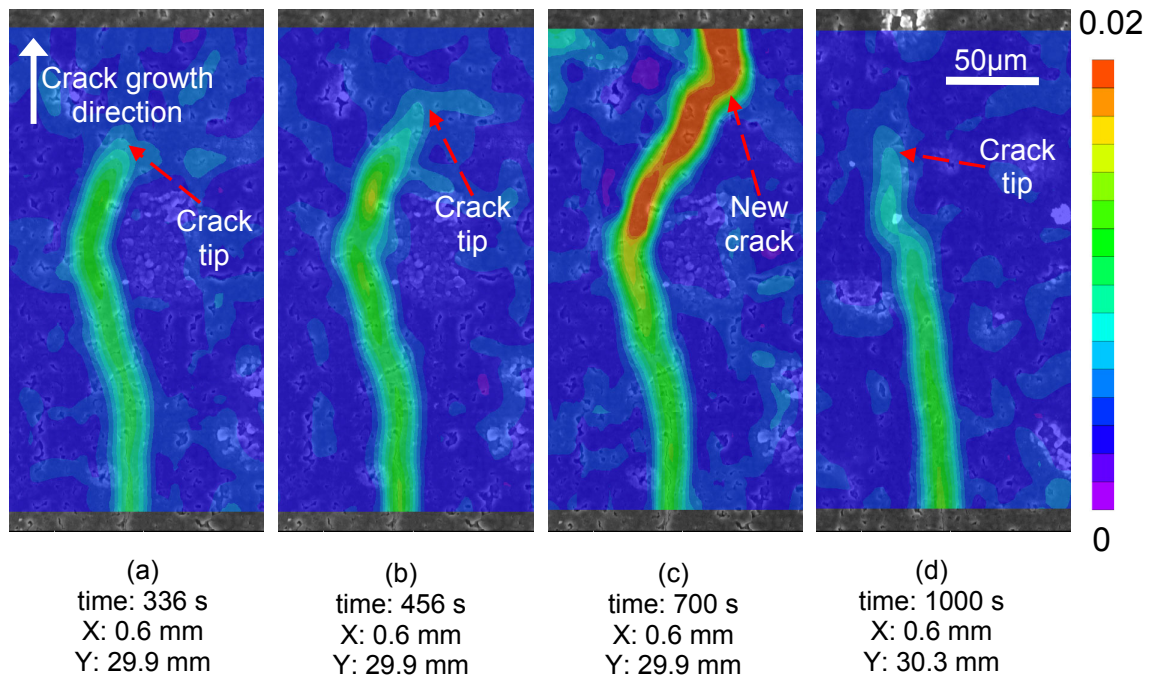 Crack growth
direction
Crack
tip
Crack
tip
New
crack
50µm
Crack
tip
0.02
0
(a)
time: 336 s
X: 0.6 mm
Y: 29.9 mm
(b)
time: 456 s
X: 0.6 mm
Y: 29.9 mm
(c)
time: 700 s
X: 0.6 mm
Y: 29.9 mm
(d)
time: 1000 s
X: 0.6 mm
Y: 30.3 mm